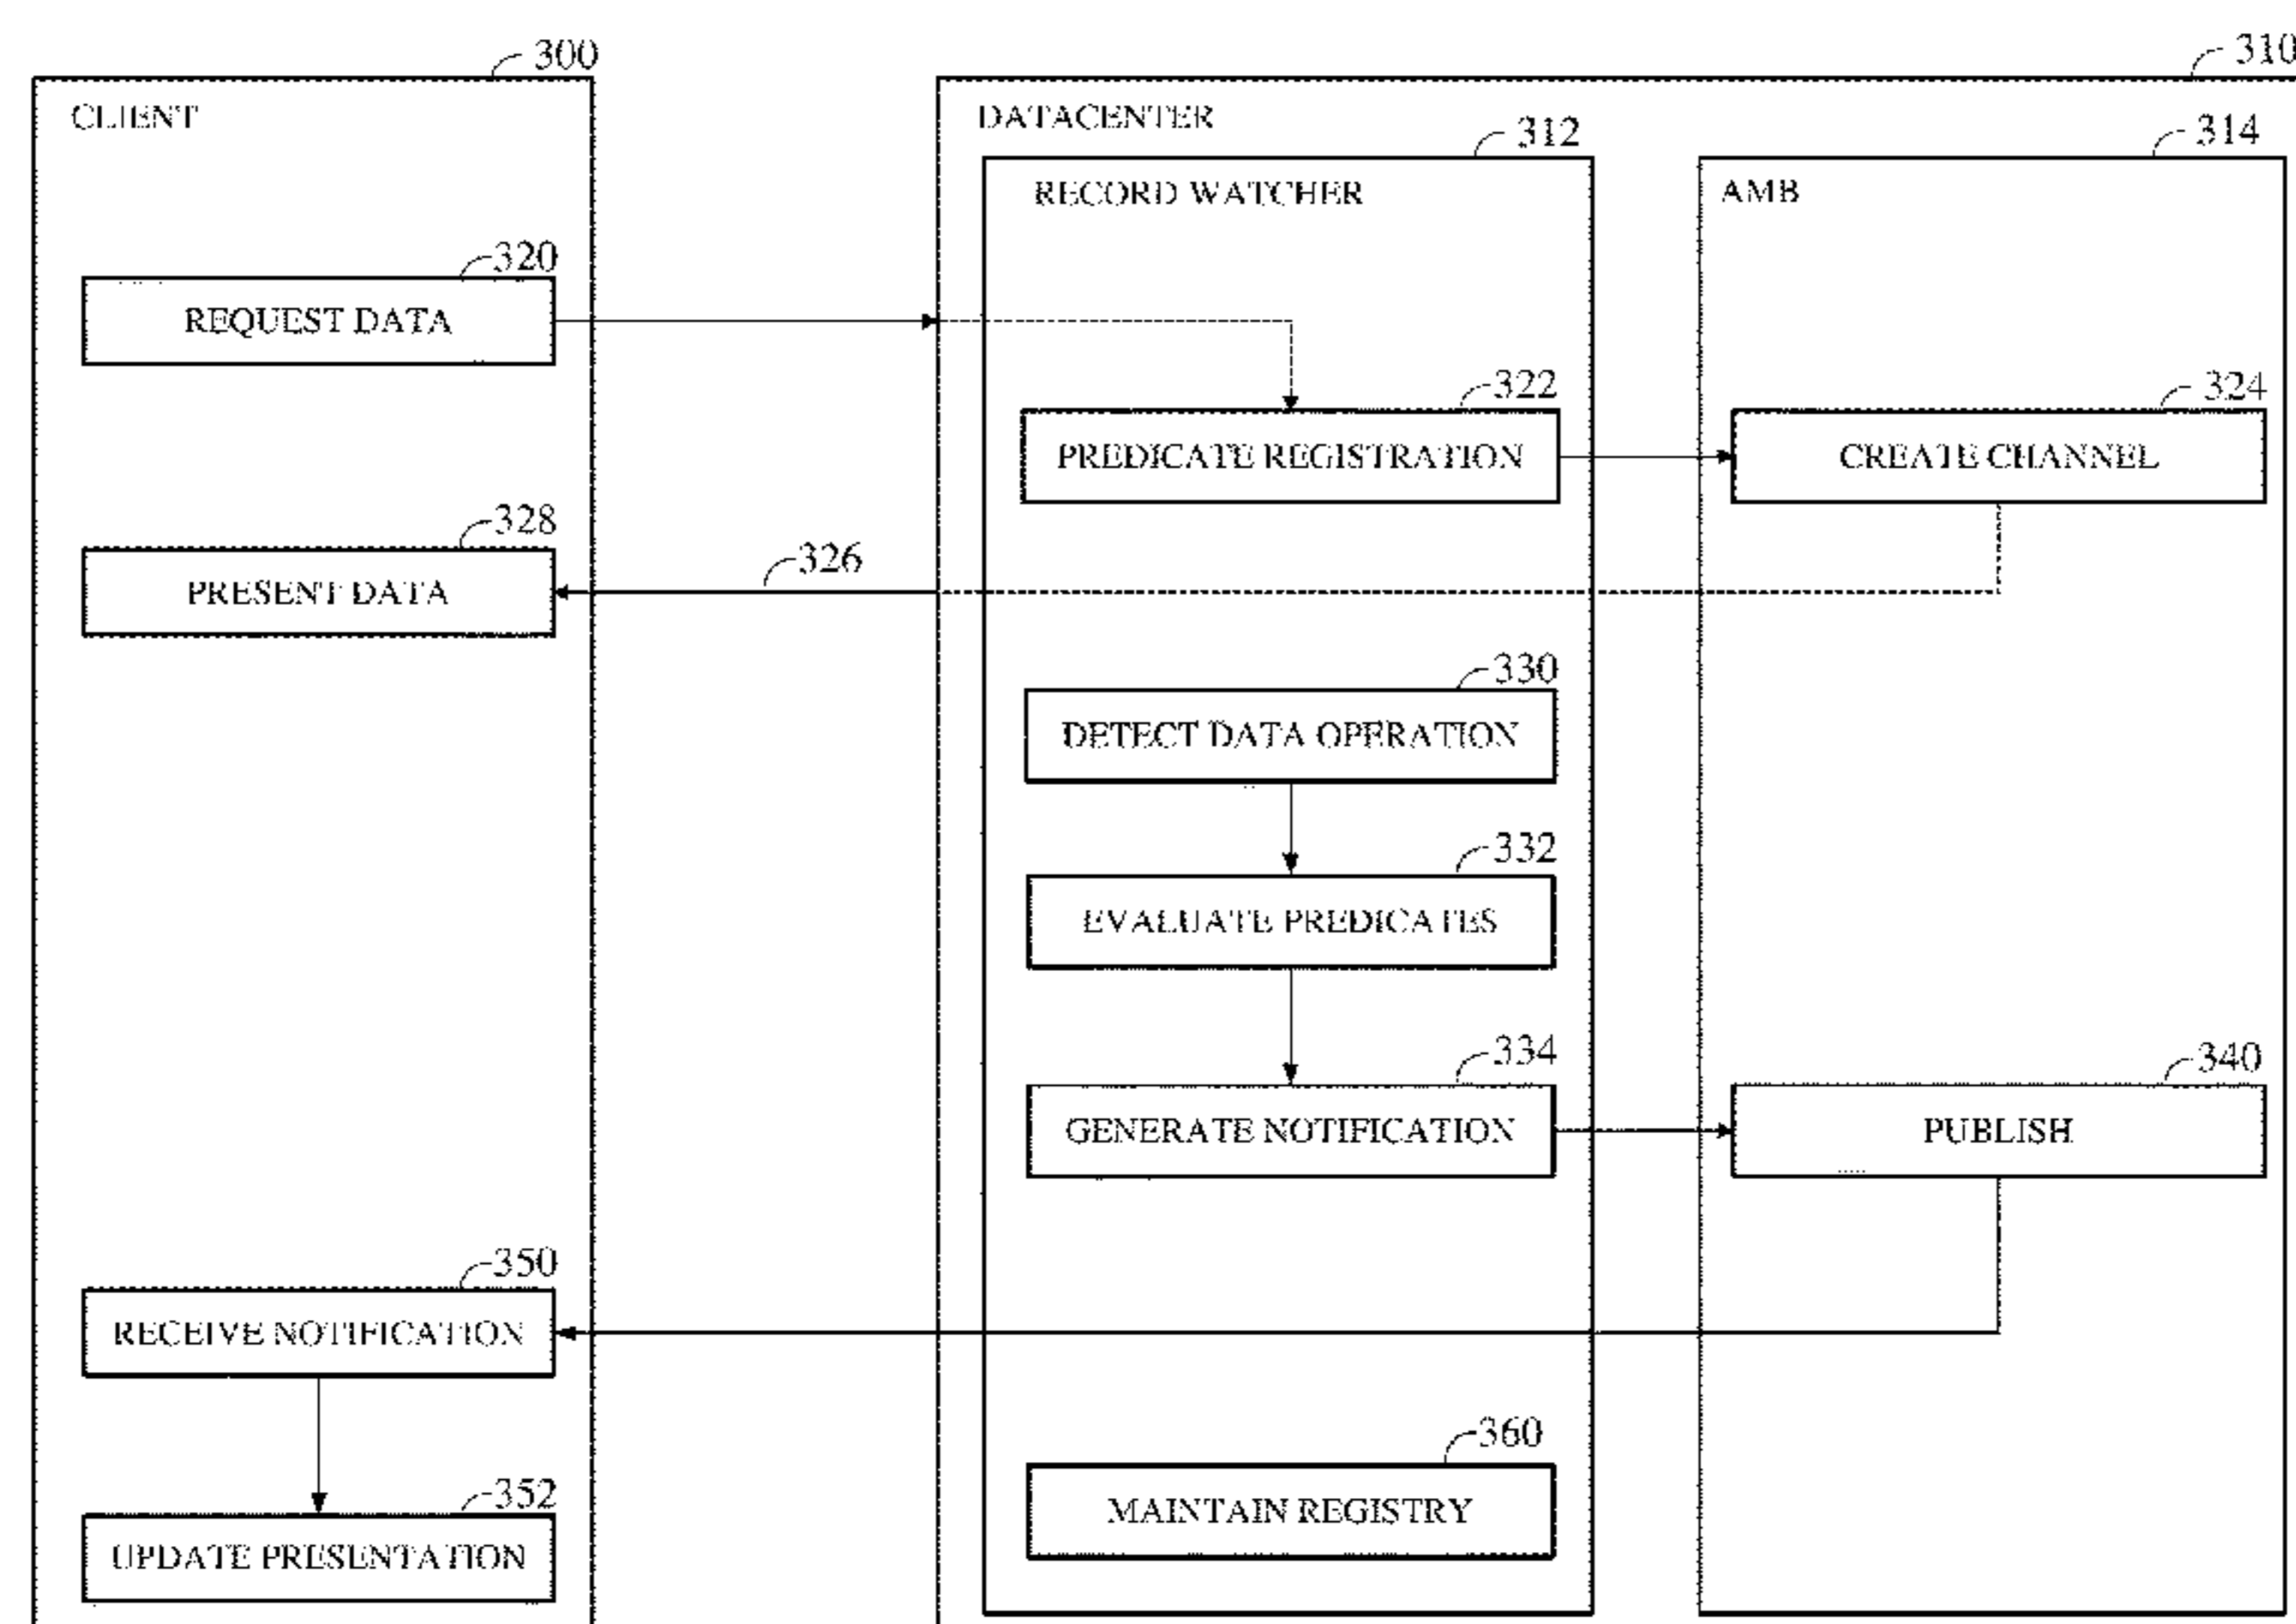 300
310
CLIENT
DATACENTER
312
314
RECORD WATCHER
AMB
320
REQUEST DATA
322
324
PREDICATE REGISTRATION
CREATE CHANNEL
328
326
PRESENT DATA
330
DETECT DATA OPERATION
332
EVALUATE PREDICATES
334
340
GENERATE NOTIFICATION
PUBLISH
350
RECEIVE NOTIFICATION
360
352
MAINTAIN REGISTRY
UPDATE PRESENTATION